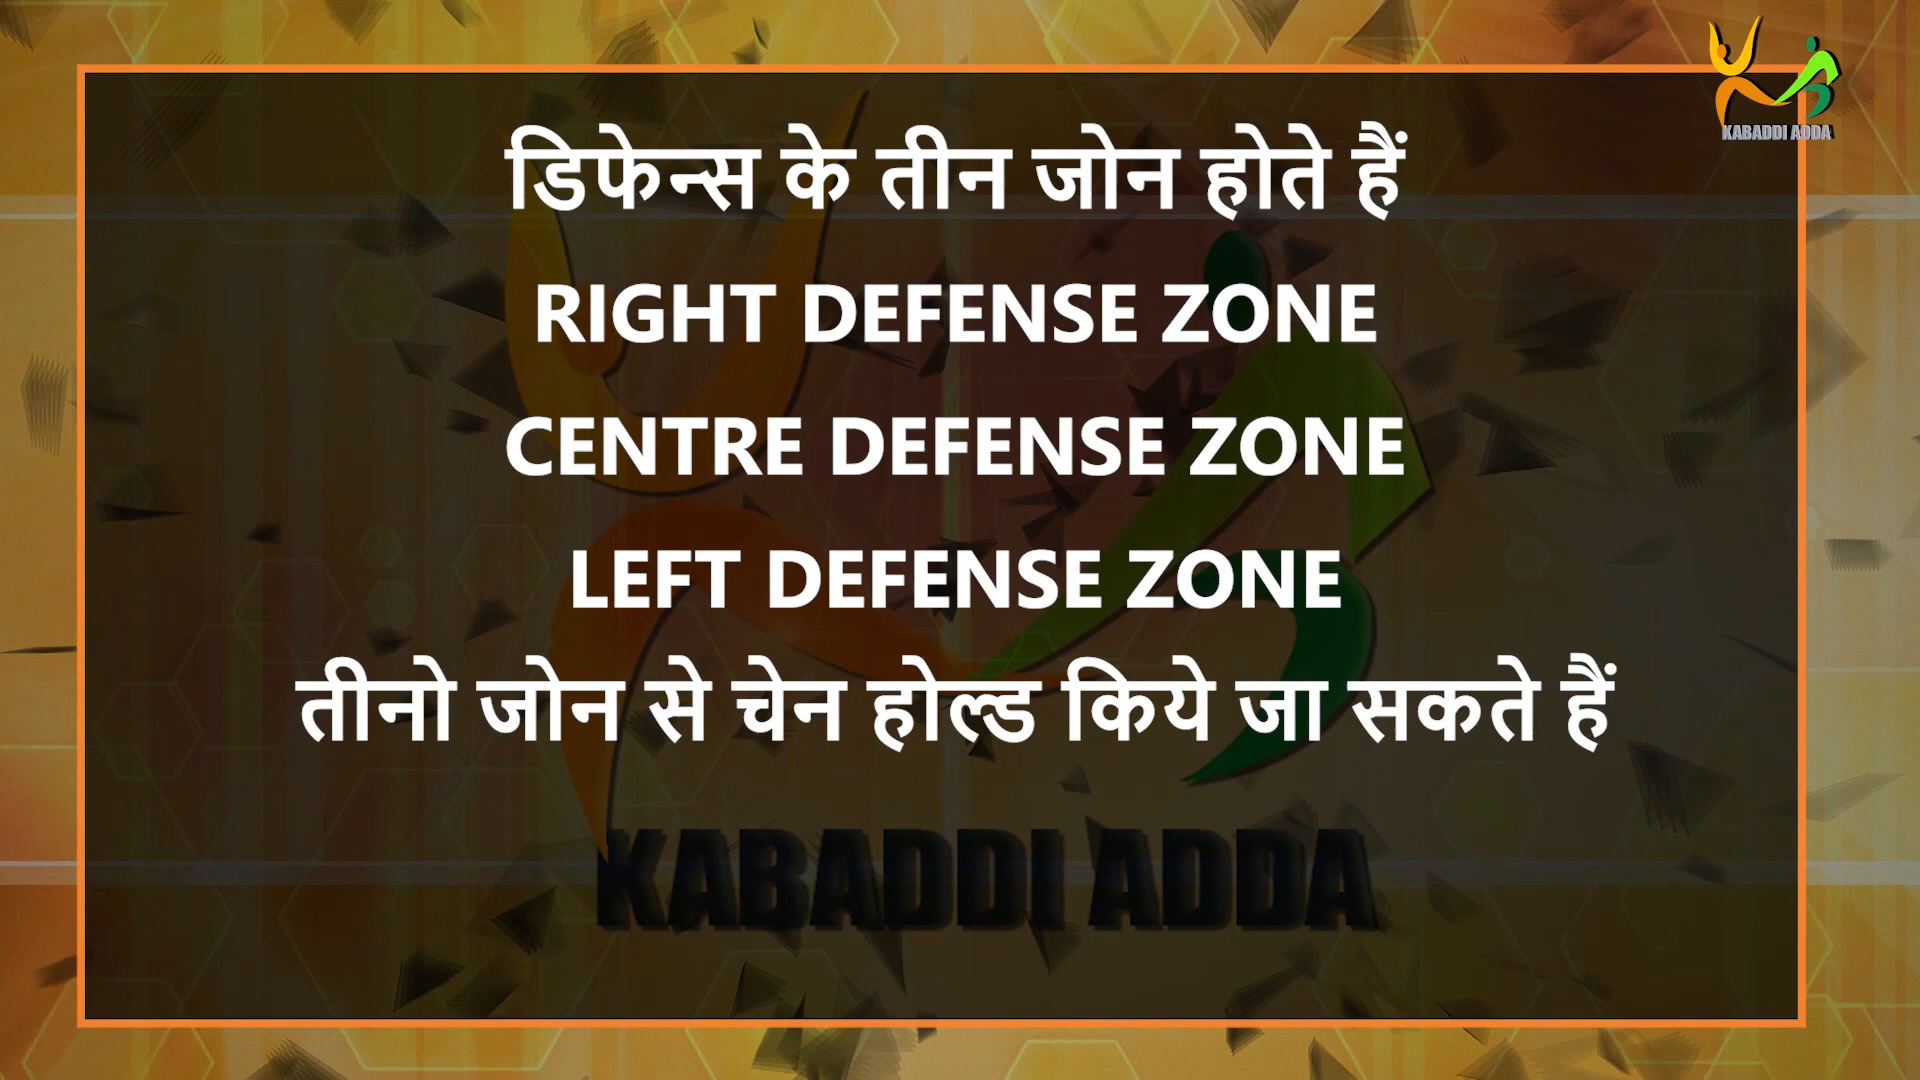 KABADDI ADDA
डिफेन्स के तीन जोन होते हैं
RIGHT DEFENSE ZONE
CENTRE DEFENSE ZONE
LEFT DEFENSE ZONE
तीनो जोन से चेन होल्ड किये जा सकते हैं
KABADDI ADDA